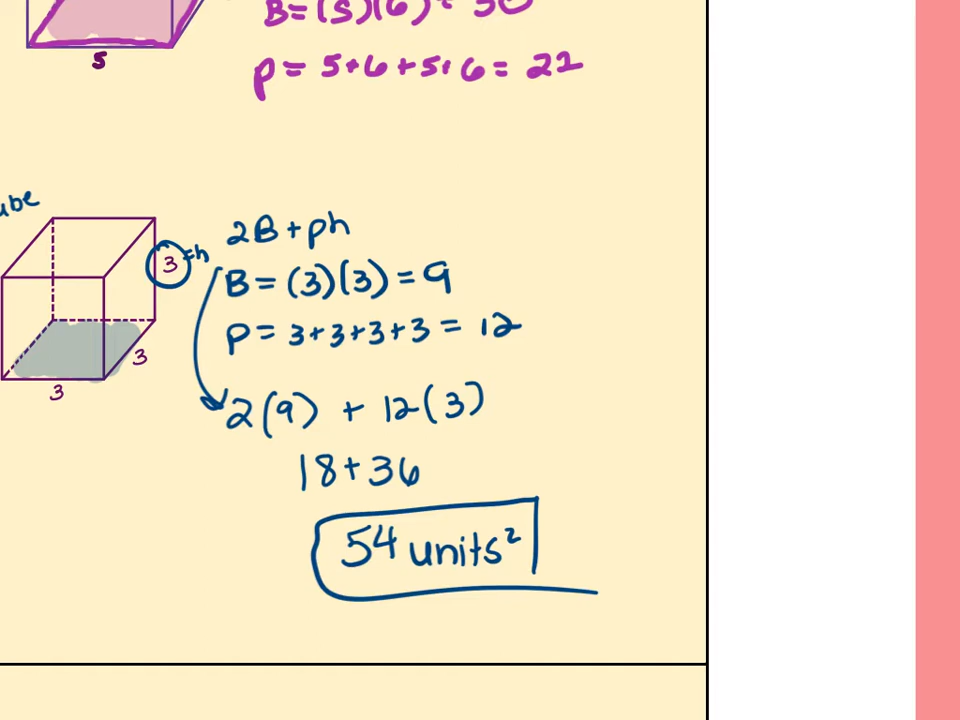 B=(5)(6)= 30
5
P= 5+6+5+6= 22
ube
3 =h
2B+ph
B=(3)(3)=9
P= 3+3+3+3 = 12
3
3
2(9) + 12(3)
18+36
54 units²